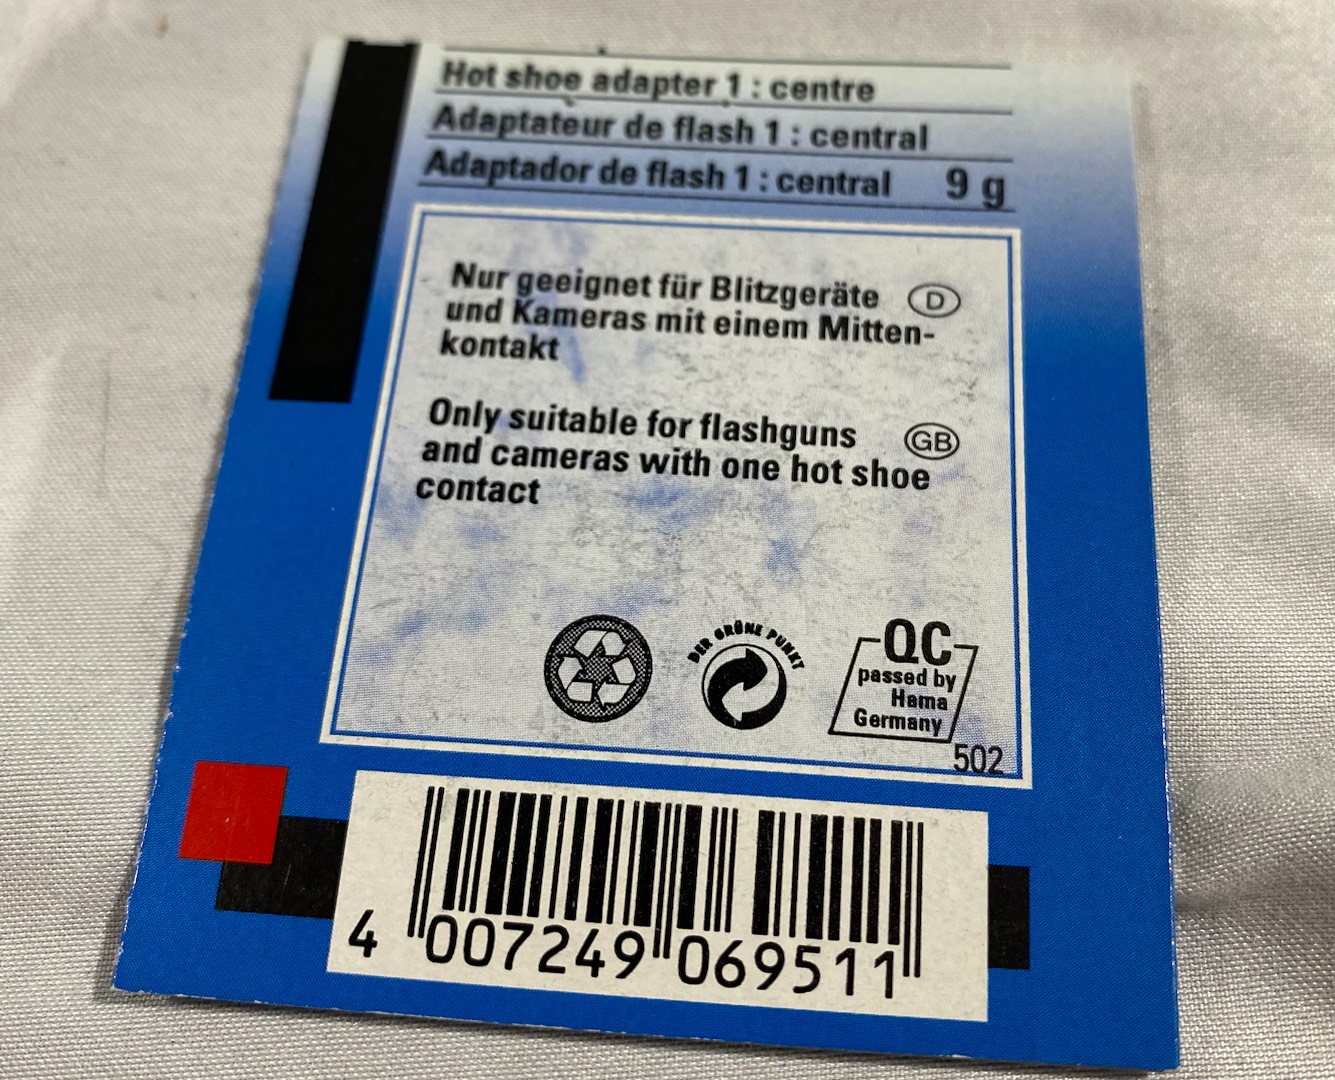 Hot shoe adapter 1 : centre
Adaptateur de flash 1 : central
Adaptador de flash 1 : central 9 g
Nur geeignet für Blitzgeräte D
und Kameras mit einem Mitten-
kontakt
Only suitable for flashguns GB
and cameras with one hot shoe
contact
DER GRÜNE PUNKT
QC
passed by
Hama
Germany
502
4 007249 069511